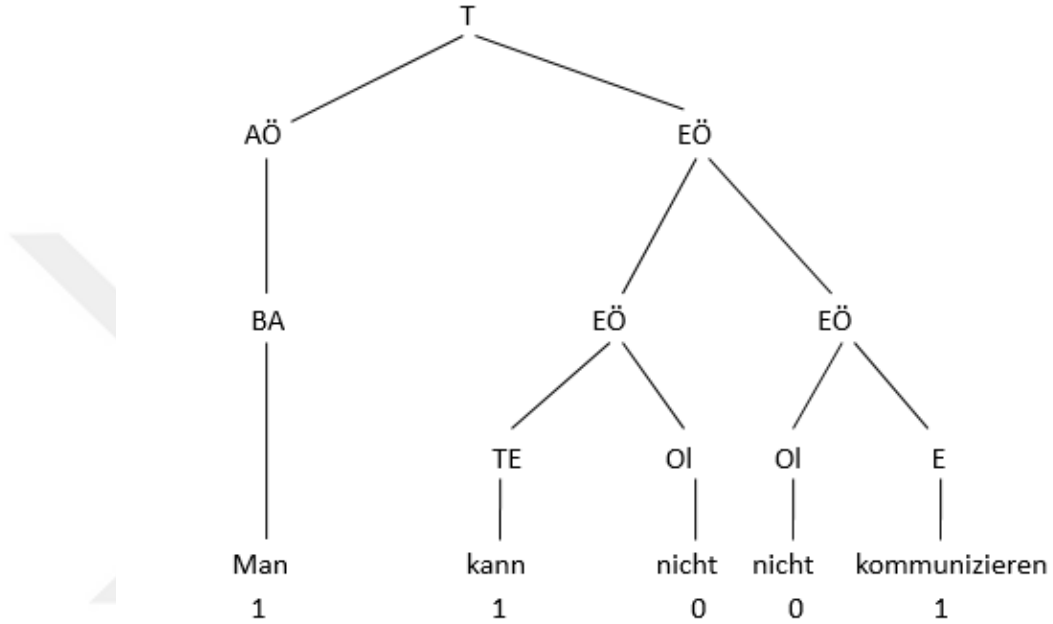 T
AÖ EÖ
BA EÖ EÖ
TE Ol Ol E
Man kann nicht nicht kommunizieren
1 1 0 0 1